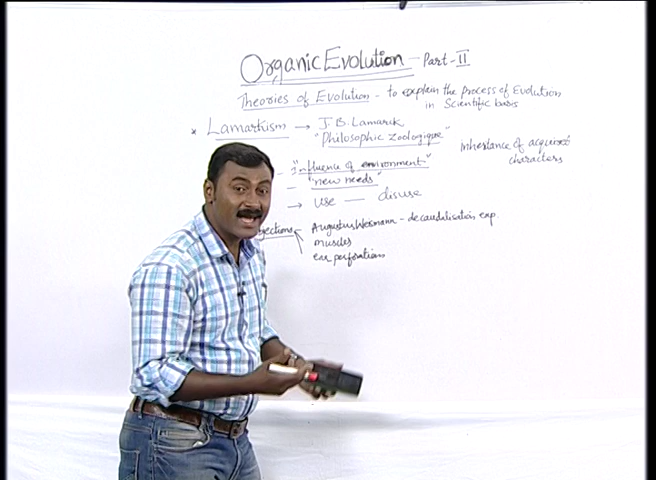 Organic Evolution - Part-II
Theories of Evolution - to explain the process of Evolution
in Scientific basis
* Lamarkism → J.B. Lamarck
"Philosophic Zoologique"
inheritance of acquired
characters
- "Influence of environment"
- "new needs"
→ use — disuse
jections
Augustus Weismann - decaudalisation exp.
muscles
ear perforations